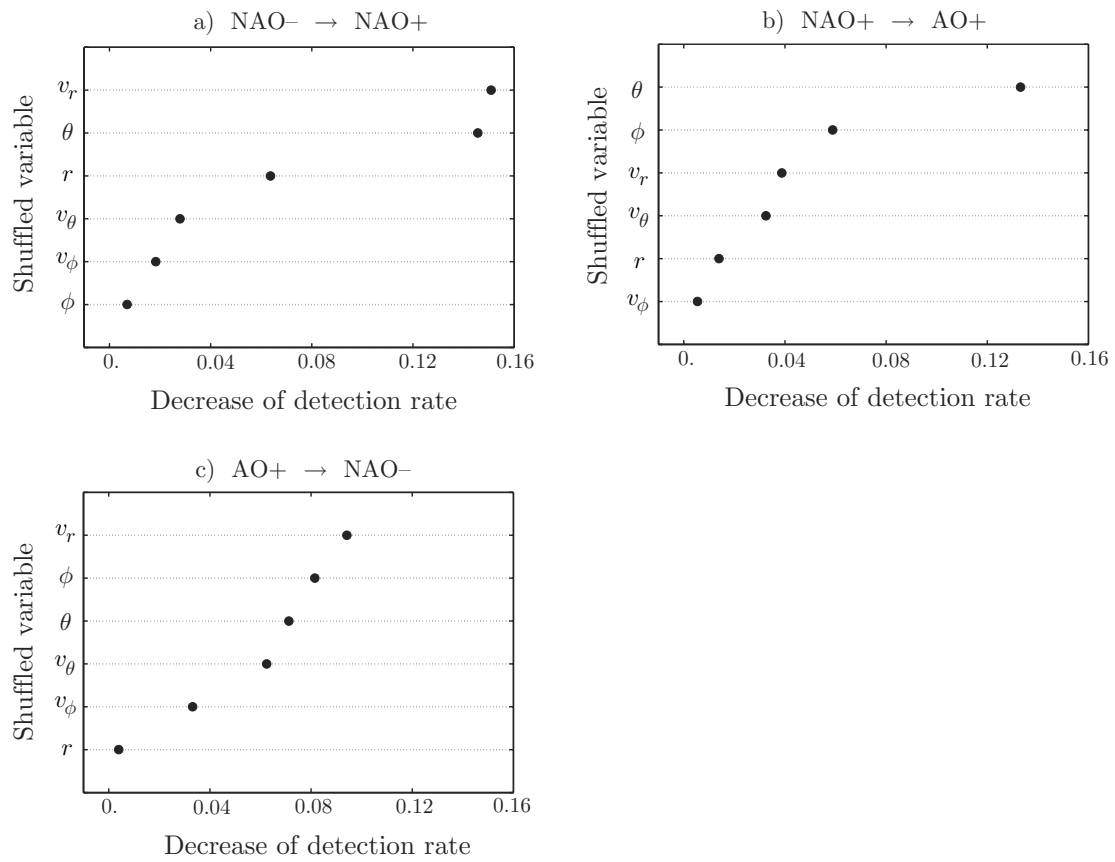 a) NAO– → NAO+
Shuffled variable
v_r
θ
r
v_θ
v_ϕ
ϕ
0. 0.04 0.08 0.12 0.16
Decrease of detection rate
b) NAO+ → AO+
Shuffled variable
θ
ϕ
v_r
v_θ
r
v_ϕ
0. 0.04 0.08 0.12 0.16
Decrease of detection rate
c) AO+ → NAO–
Shuffled variable
v_r
ϕ
θ
v_θ
v_ϕ
r
0. 0.04 0.08 0.12 0.16
Decrease of detection rate